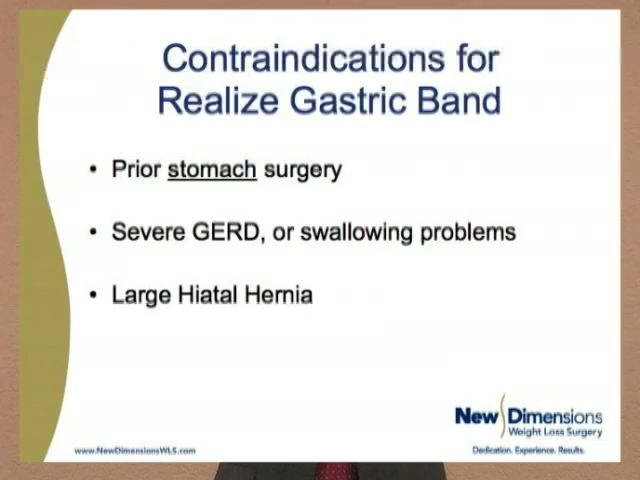 Contraindications for
Realize Gastric Band
• Prior stomach surgery
• Severe GERD, or swallowing problems
• Large Hiatal Hernia
New Dimensions
Weight Loss Surgery
www.NewDimensionsWLS.com
Dedication. Experience. Results.